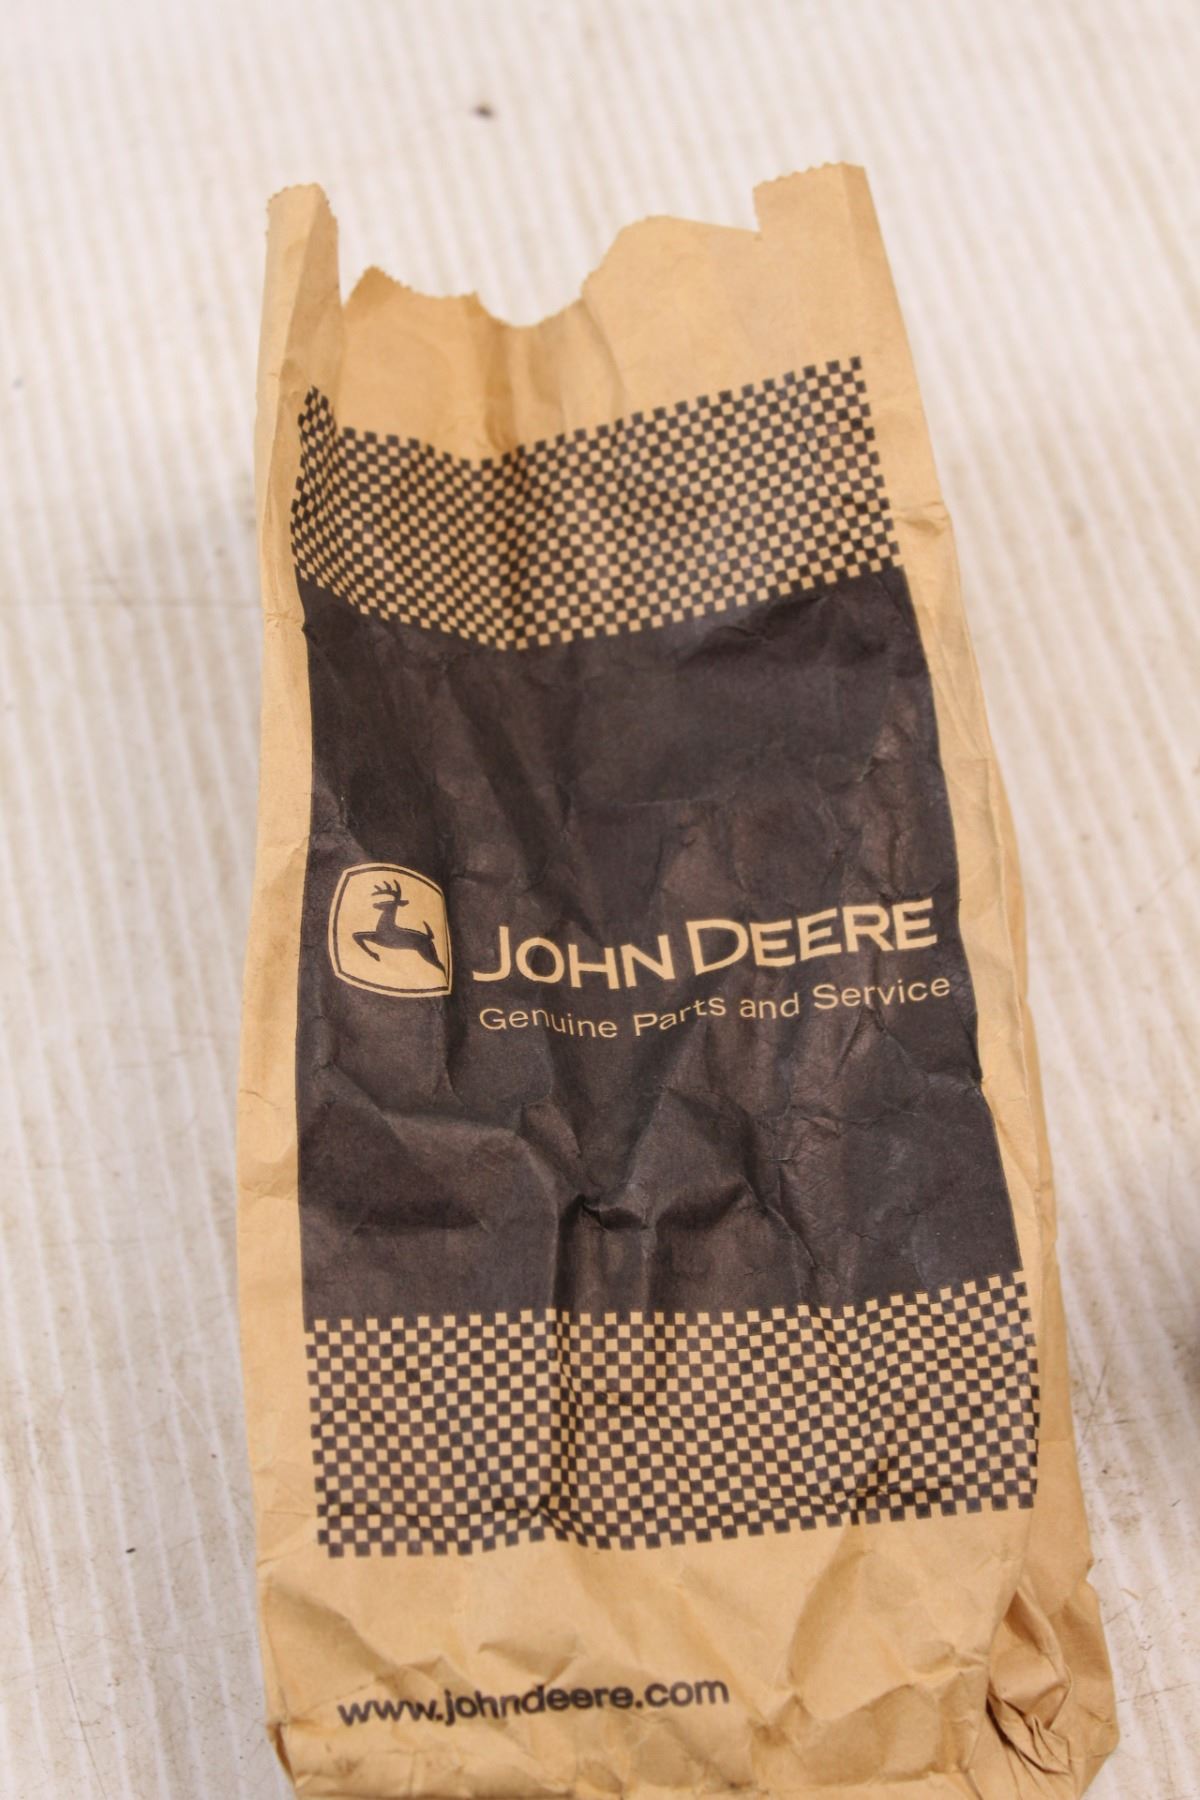 JOHN DEERE
Genuine Parts and Service
www.johndeere.com